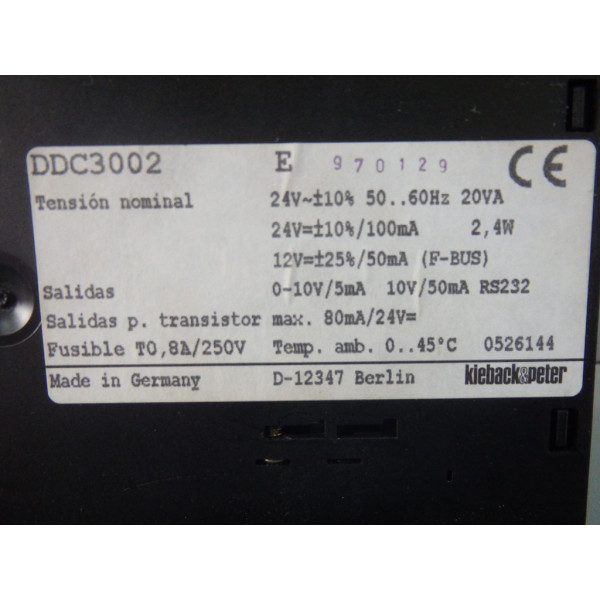 DDC3002 E 970129 CE
Tensión nominal 24V~±10% 50..60Hz 20VA
24V=±10%/100mA 2,4W
12V=±25%/50mA (F-BUS)
Salidas 0-10V/5mA 10V/50mA RS232
Salidas p. transistor max. 80mA/24V=
Fusible T0,8A/250V Temp. amb. 0..45°C 0526144
Made in Germany D-12347 Berlin kieback&peter